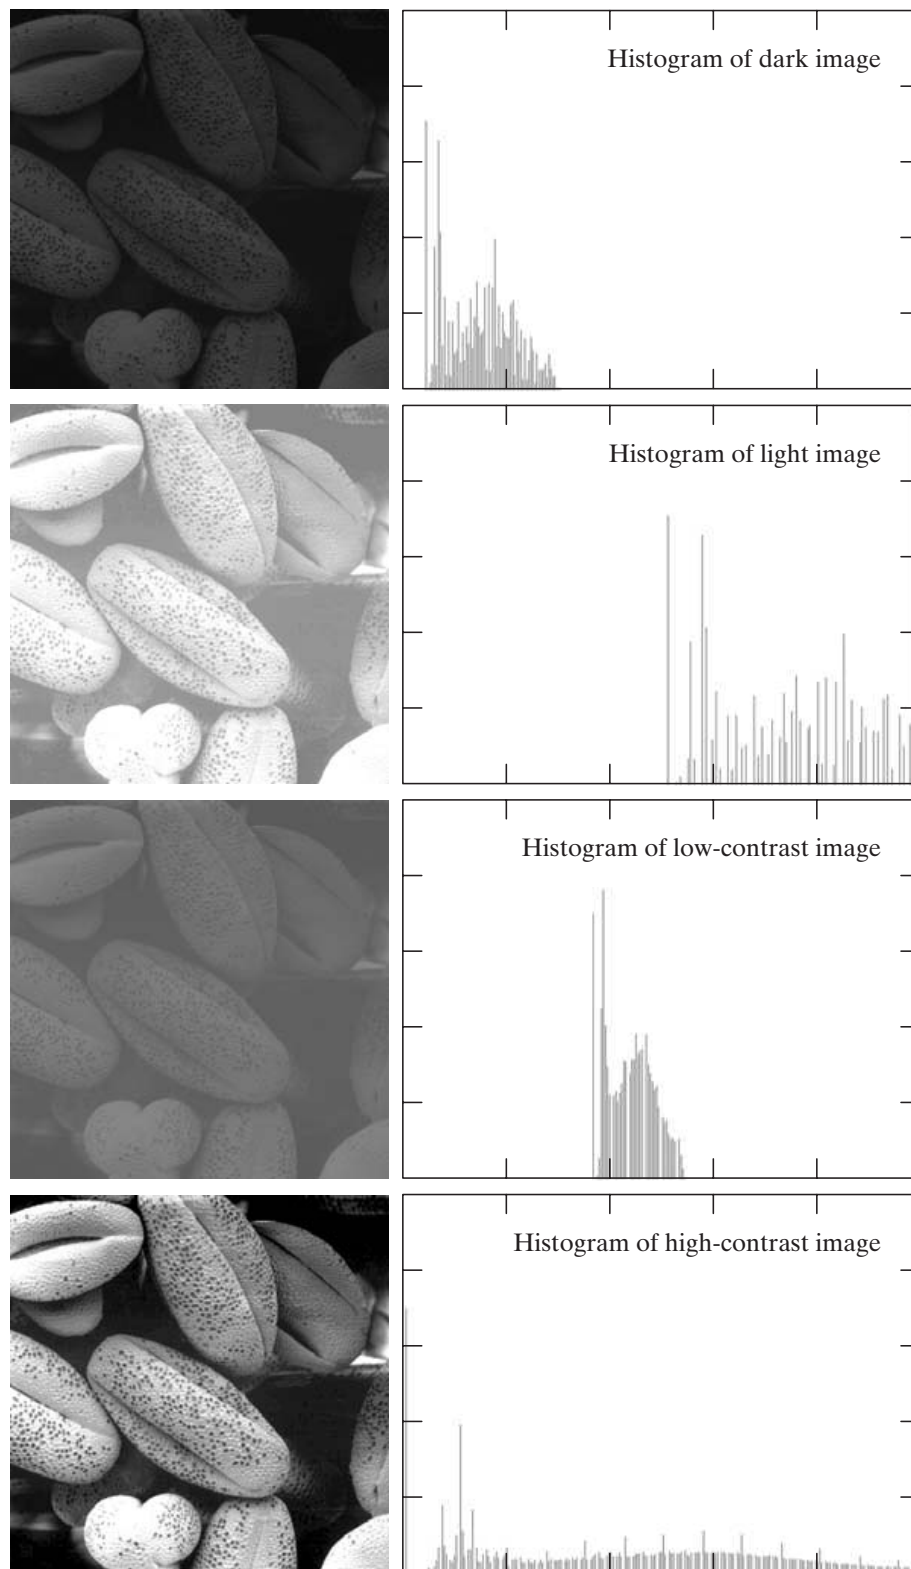 Histogram of dark image
Histogram of light image
Histogram of low-contrast image
Histogram of high-contrast image